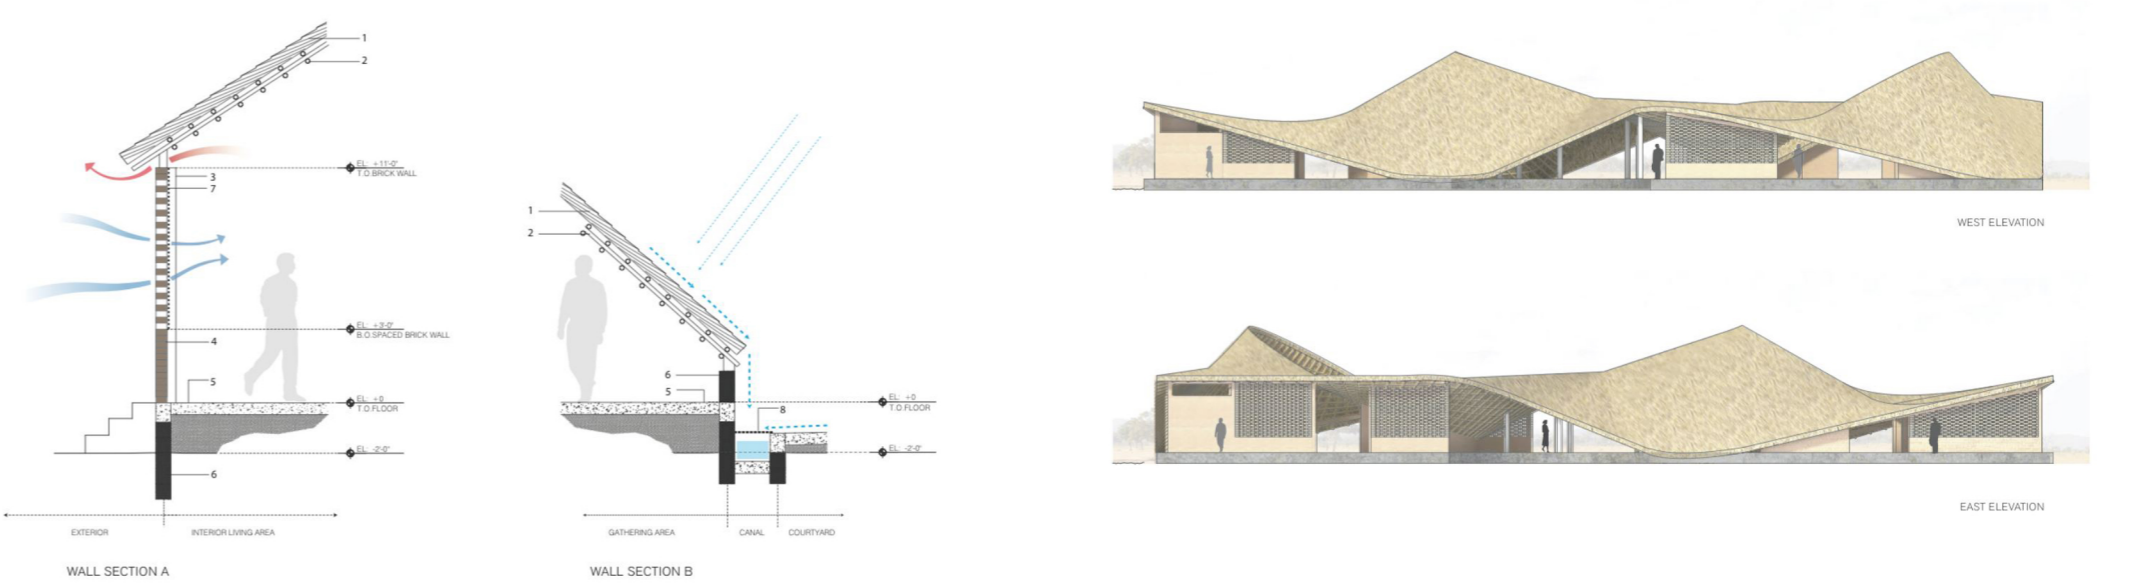 1
2
EL: +11'-0"
T.O.BRICK WALL
3
7
EL: +3'-0"
B.O.SPACED BRICK WALL
4
5
EL: +0
T.O.FLOOR
EL: -2'-0"
6
EXTERIOR
INTERIOR LIVING AREA
WALL SECTION A
1
2
6
5
EL: +0
T.O.FLOOR
8
EL: -2'-0"
GATHERING AREA
CANAL
COURTYARD
WALL SECTION B
WEST ELEVATION
EAST ELEVATION